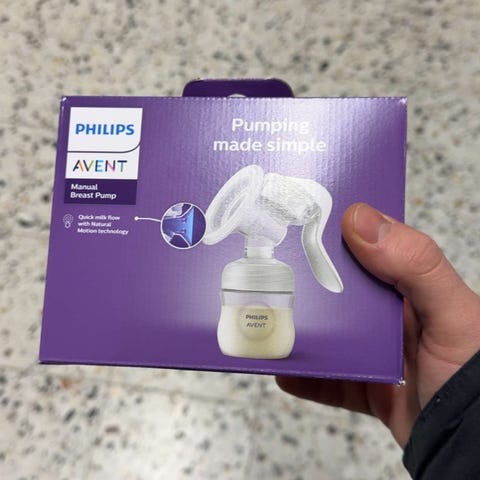 PHILIPS
AVENT
Manual
Breast Pump
Quick milk flow
with Natural
Motion technology
Pumping
made simple
PHILIPS
AVENT